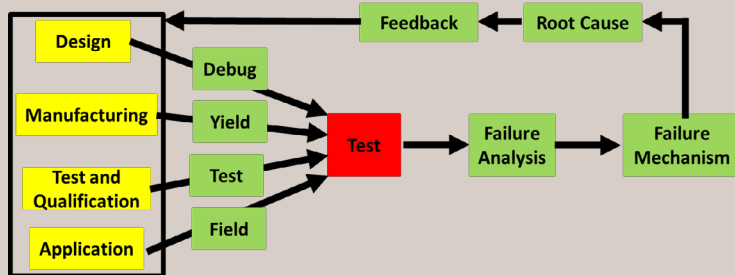 Feedback
Root Cause
Design
Debug
Manufacturing
Yield
Test
Failure
Analysis
Failure
Mechanism
Test and
Qualification
Test
Application
Field